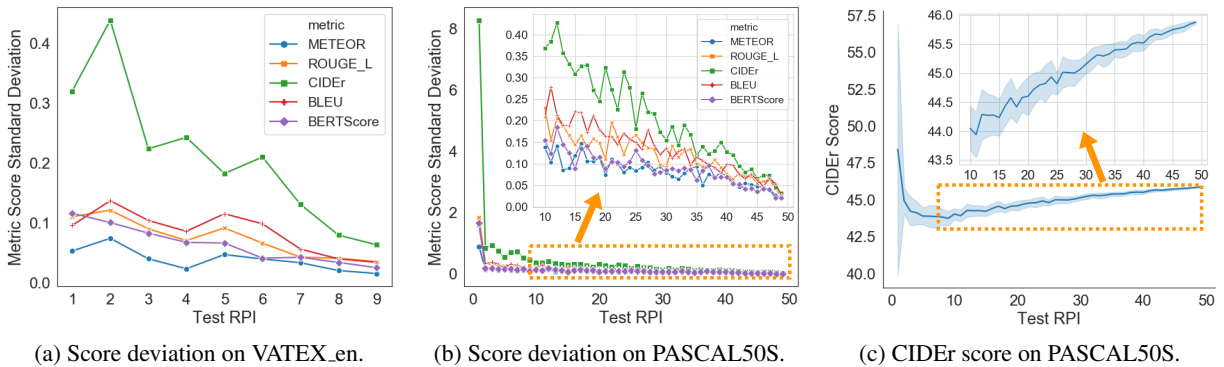 Metric Score Standard Deviation
0.4
0.3
0.2
0.1
0.0
metric
METEOR
ROUGE_L
CIDEr
BLEU
BERTScore
1 2 3 4 5 6 7 8 9
Test RPI
(a) Score deviation on VATEX_en.
Metric Score Standard Deviation
8
6
4
2
0
0.40
0.35
0.30
0.25
0.20
0.15
0.10
0.05
0.00
metric
METEOR
ROUGE_L
CIDEr
BLEU
BERTScore
10 15 20 25 30 35 40 45 50
0 10 20 30 40 50
Test RPI
(b) Score deviation on PASCAL50S.
CIDEr Score
57.5
55.0
52.5
50.0
47.5
45.0
42.5
40.0
46.0
45.5
45.0
44.5
44.0
43.5
10 15 20 25 30 35 40 45 50
0 10 20 30 40 50
Test RPI
(c) CIDEr score on PASCAL50S.